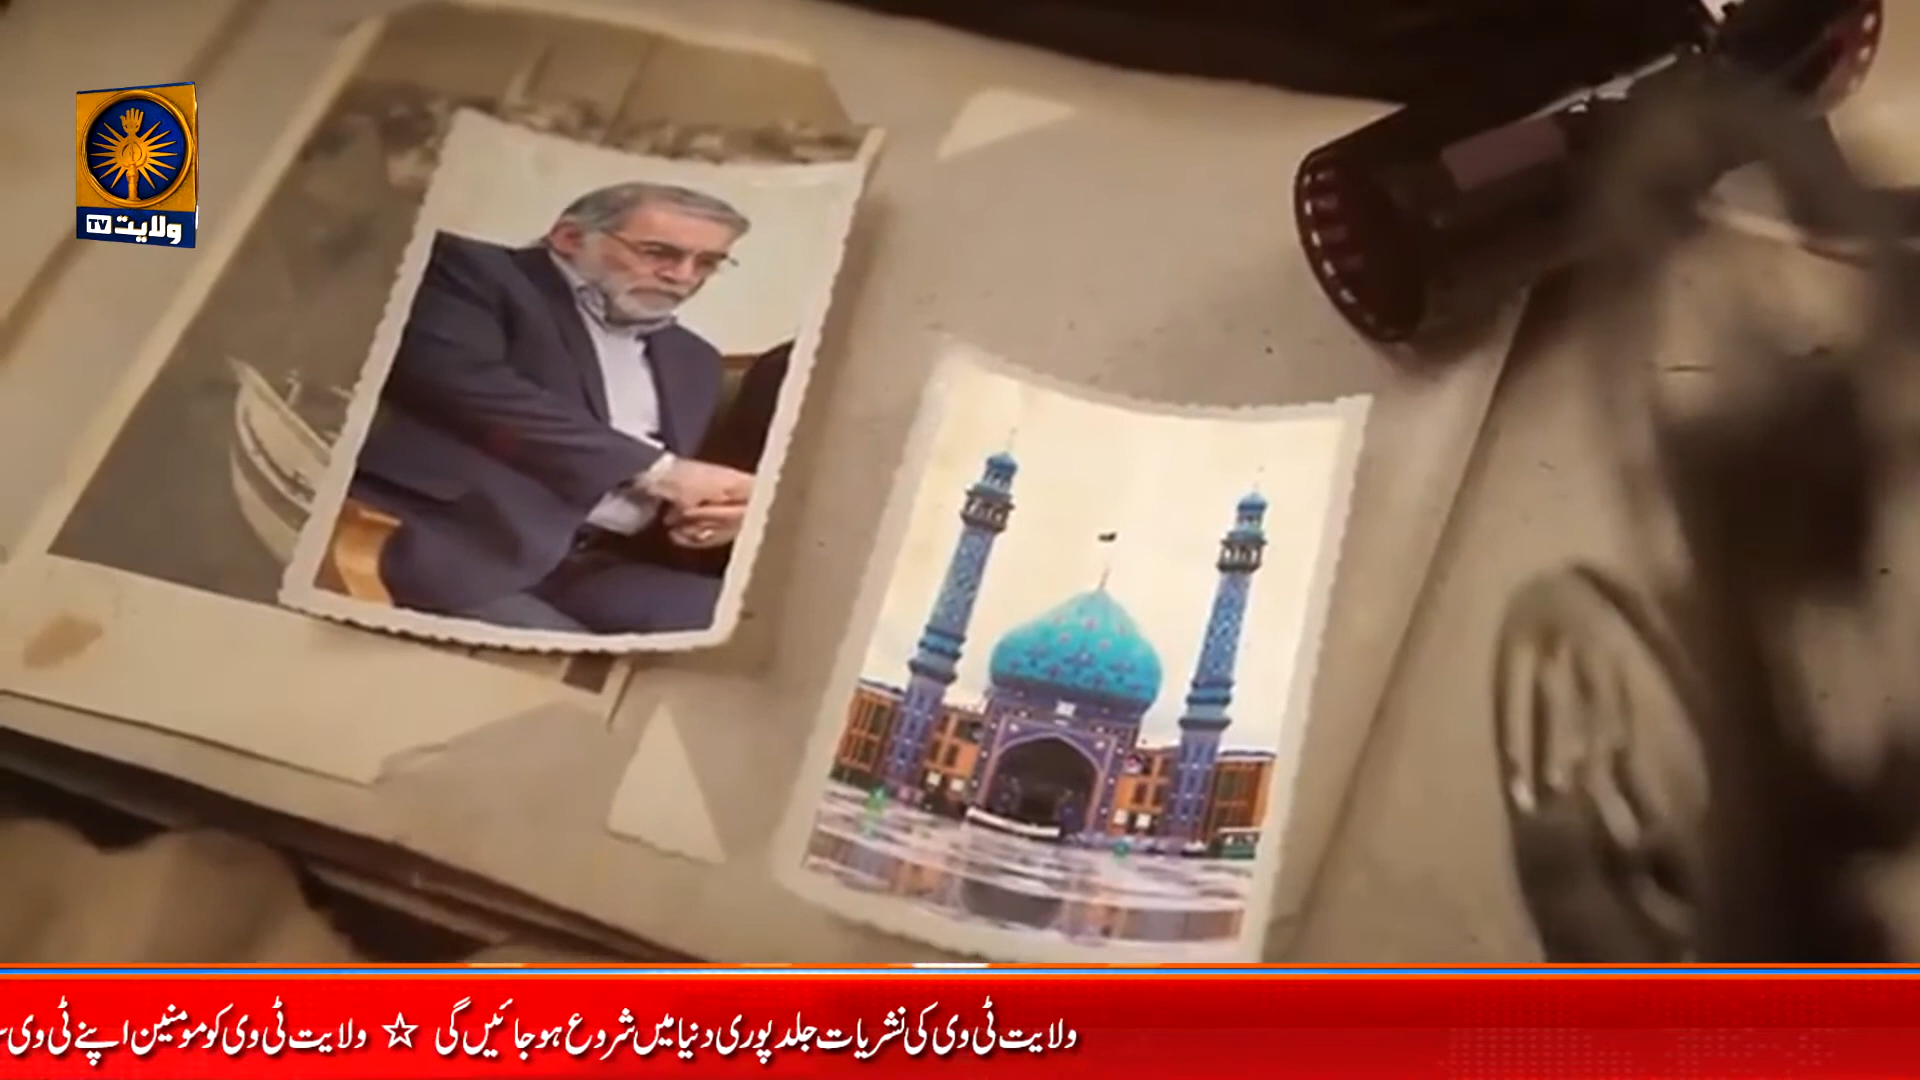 ولایت TV
ولایت ٹی وی کی نشریات جلد پوری دنیا میں شروع ہوجائیں گی ☆ ولایت ٹی وی کو مومنین اپنے ٹی وی